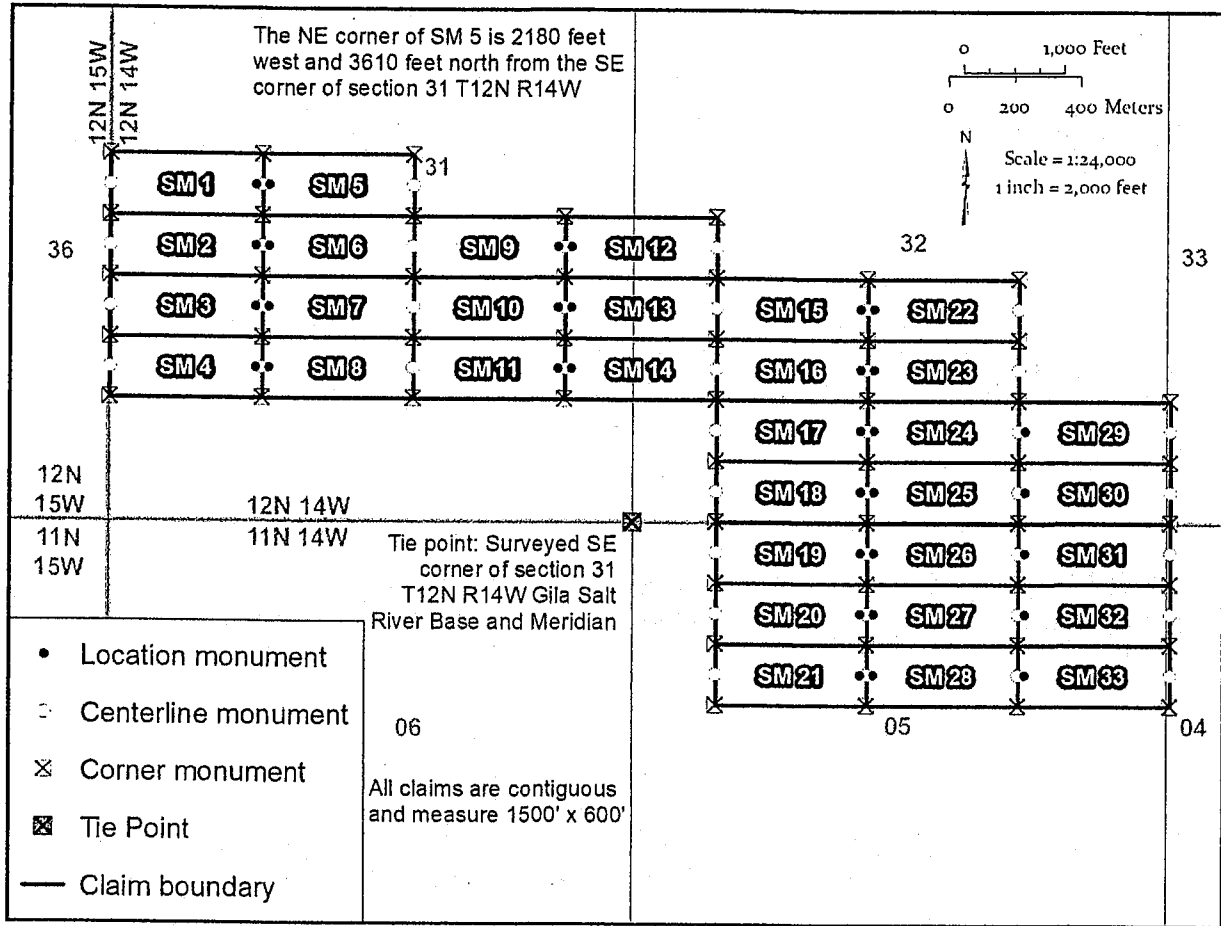 The NE corner of SM 5 is 2180 feet
west and 3610 feet north from the SE
corner of section 31 T12N R14W
0 1,000 Feet
0 200 400 Meters
N
Scale = 1:24,000
1 inch = 2,000 feet
12N 15W
12N 14W
31
36
32
33
SM 1
SM 5
SM 2
SM 6
SM 9
SM 12
SM 3
SM 7
SM 10
SM 13
SM 15
SM 22
SM 4
SM 8
SM 11
SM 14
SM 16
SM 23
SM 17
SM 24
SM 29
SM 18
SM 25
SM 30
SM 19
SM 26
SM 31
SM 20
SM 27
SM 32
SM 21
SM 28
SM 33
12N
15W
12N 14W
11N
15W
11N 14W
Tie point: Surveyed SE
corner of section 31
T12N R14W Gila Salt
River Base and Meridian
06
05
04
All claims are contiguous
and measure 1500' x 600'
Location monument
Centerline monument
Corner monument
Tie Point
Claim boundary